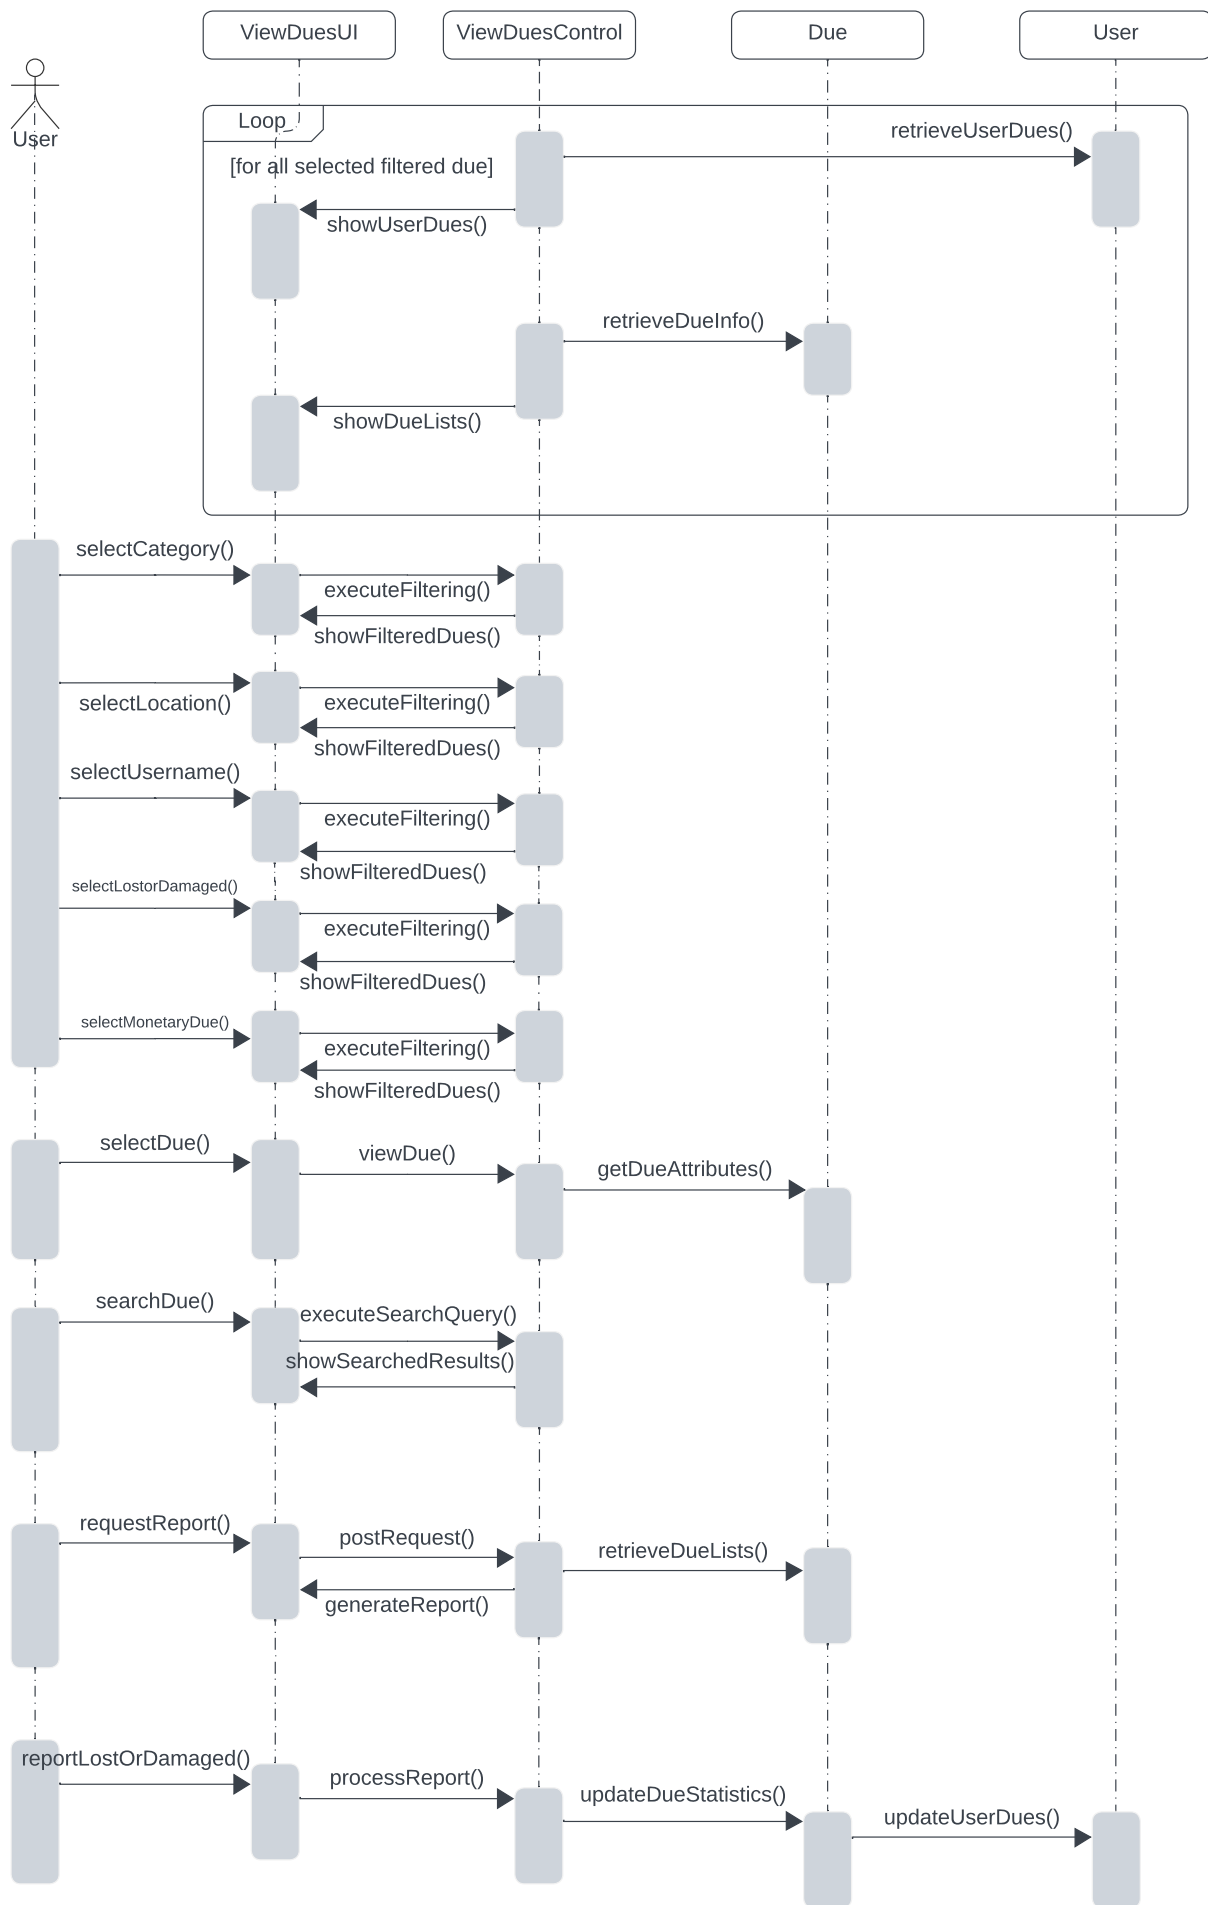 ViewDuesUI
ViewDuesControl
Due
User
User
Loop
retrieveUserDues()
[for all selected filtered due]
showUserDues()
retrieveDueInfo()
showDueLists()
selectCategory()
executeFiltering()
showFilteredDues()
selectLocation()
executeFiltering()
showFilteredDues()
selectUsername()
executeFiltering()
showFilteredDues()
selectLostorDamaged()
executeFiltering()
showFilteredDues()
selectMonetaryDue()
executeFiltering()
showFilteredDues()
selectDue()
viewDue()
getDueAttributes()
searchDue()
executeSearchQuery()
showSearchedResults()
requestReport()
postRequest()
retrieveDueLists()
generateReport()
reportLostOrDamaged()
processReport()
updateDueStatistics()
updateUserDues()